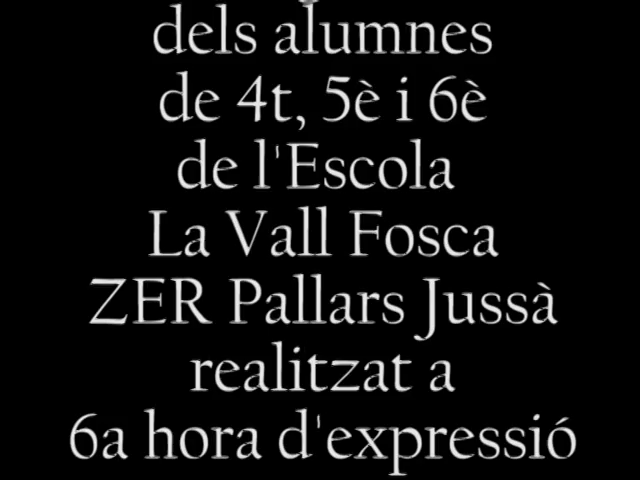 dels alumnes
de 4t, 5è i 6è
de l'Escola
La Vall Fosca
ZER Pallars Jussà
realitzat a
6a hora d'expressió